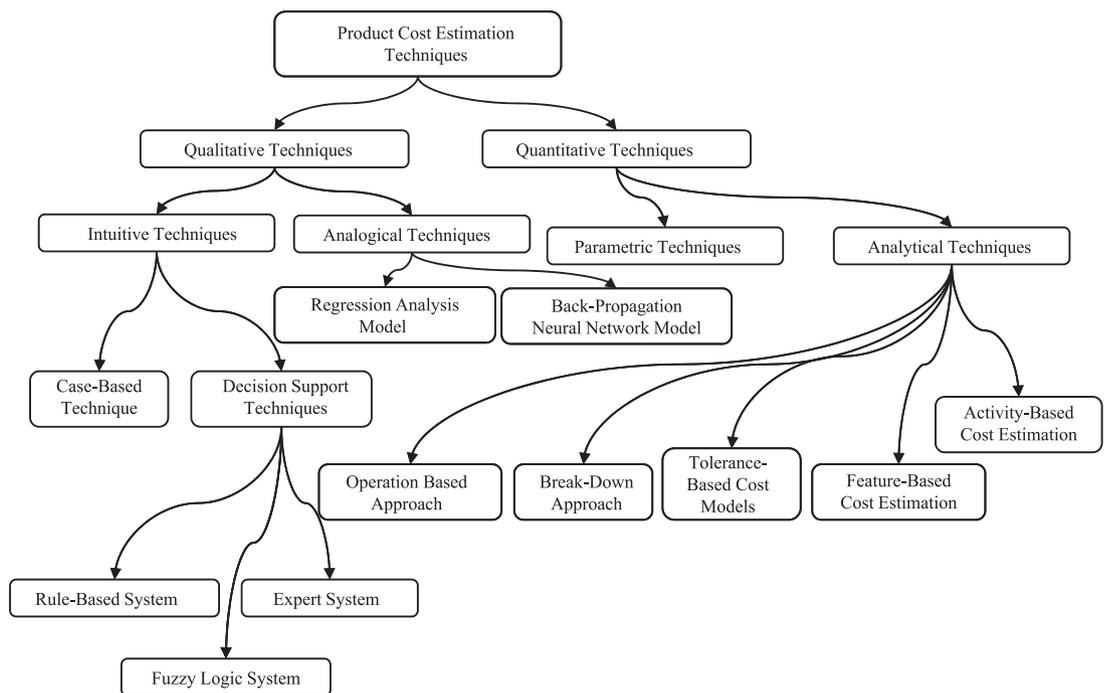 Product Cost Estimation
Techniques
Qualitative Techniques
Quantitative Techniques
Intuitive Techniques
Analogical Techniques
Parametric Techniques
Analytical Techniques
Regression Analysis
Model
Back-Propagation
Neural Network Model
Case-Based
Technique
Decision Support
Techniques
Activity-Based
Cost Estimation
Operation Based
Approach
Break-Down
Approach
Tolerance-
Based Cost
Models
Feature-Based
Cost Estimation
Rule-Based System
Expert System
Fuzzy Logic System